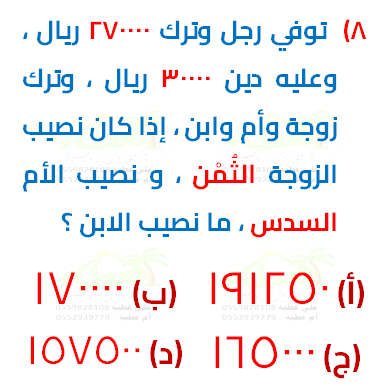 ٨) توفي رجل وترك ٢٧٠٠٠٠ ريال ،
وعليه دين ٣٠٠٠٠ ريال ، وترك
زوجة وأم وابن ، إذا كان نصيب
الزوجة الثُّمْن ، و نصيب الأم
السدس ، ما نصيب الابن ؟
(أ) ١٩١٢٥٠ (ب) ١٧٠٠٠٠
(ج) ١٦٥٠٠٠ (د) ١٥٧٥٠٠